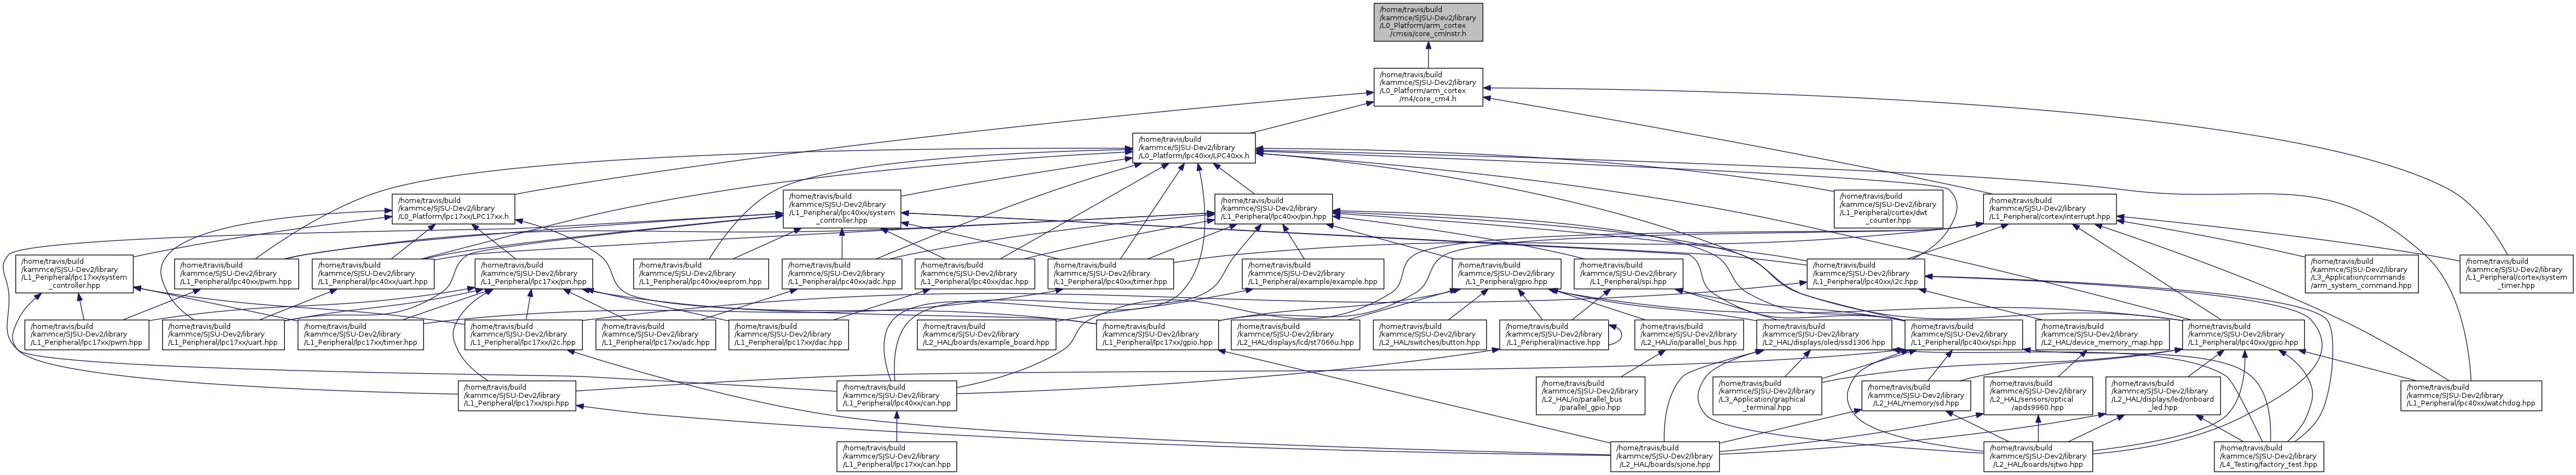 /home/travis/build
/kammce/SJSU-Dev2/library
/L0_Platform/arm_cortex
/cmsis/core_cmInstr.h
/home/travis/build
/kammce/SJSU-Dev2/library
/L0_Platform/arm_cortex
/m4/core_cm4.h
/home/travis/build
/kammce/SJSU-Dev2/library
/L0_Platform/lpc40xx/LPC40xx.h
/home/travis/build
/kammce/SJSU-Dev2/library
/L0_Platform/lpc17xx/LPC17xx.h
/home/travis/build
/kammce/SJSU-Dev2/library
/L1_Peripheral/lpc40xx/system
_controller.hpp
/home/travis/build
/kammce/SJSU-Dev2/library
/L1_Peripheral/lpc40xx/pin.hpp
/home/travis/build
/kammce/SJSU-Dev2/library
/L1_Peripheral/cortex/dwt
_counter.hpp
/home/travis/build
/kammce/SJSU-Dev2/library
/L1_Peripheral/cortex/interrupt.hpp
/home/travis/build
/kammce/SJSU-Dev2/library
/L1_Peripheral/lpc17xx/system
_controller.hpp
/home/travis/build
/kammce/SJSU-Dev2/library
/L1_Peripheral/lpc40xx/pwm.hpp
/home/travis/build
/kammce/SJSU-Dev2/library
/L1_Peripheral/lpc40xx/uart.hpp
/home/travis/build
/kammce/SJSU-Dev2/library
/L1_Peripheral/lpc17xx/pin.hpp
/home/travis/build
/kammce/SJSU-Dev2/library
/L1_Peripheral/lpc40xx/eeprom.hpp
/home/travis/build
/kammce/SJSU-Dev2/library
/L1_Peripheral/lpc40xx/adc.hpp
/home/travis/build
/kammce/SJSU-Dev2/library
/L1_Peripheral/lpc40xx/dac.hpp
/home/travis/build
/kammce/SJSU-Dev2/library
/L1_Peripheral/lpc40xx/timer.hpp
/home/travis/build
/kammce/SJSU-Dev2/library
/L1_Peripheral/example/example.hpp
/home/travis/build
/kammce/SJSU-Dev2/library
/L1_Peripheral/gpio.hpp
/home/travis/build
/kammce/SJSU-Dev2/library
/L1_Peripheral/spi.hpp
/home/travis/build
/kammce/SJSU-Dev2/library
/L1_Peripheral/lpc40xx/i2c.hpp
/home/travis/build
/kammce/SJSU-Dev2/library
/L3_Application/commands
/arm_system_command.hpp
/home/travis/build
/kammce/SJSU-Dev2/library
/L1_Peripheral/cortex/system
_timer.hpp
/home/travis/build
/kammce/SJSU-Dev2/library
/L1_Peripheral/lpc17xx/pwm.hpp
/home/travis/build
/kammce/SJSU-Dev2/library
/L1_Peripheral/lpc17xx/uart.hpp
/home/travis/build
/kammce/SJSU-Dev2/library
/L1_Peripheral/lpc17xx/timer.hpp
/home/travis/build
/kammce/SJSU-Dev2/library
/L1_Peripheral/lpc17xx/i2c.hpp
/home/travis/build
/kammce/SJSU-Dev2/library
/L1_Peripheral/lpc17xx/adc.hpp
/home/travis/build
/kammce/SJSU-Dev2/library
/L1_Peripheral/lpc17xx/dac.hpp
/home/travis/build
/kammce/SJSU-Dev2/library
/L2_HAL/boards/example_board.hpp
/home/travis/build
/kammce/SJSU-Dev2/library
/L1_Peripheral/lpc17xx/gpio.hpp
/home/travis/build
/kammce/SJSU-Dev2/library
/L2_HAL/displays/lcd/st7066u.hpp
/home/travis/build
/kammce/SJSU-Dev2/library
/L2_HAL/switches/button.hpp
/home/travis/build
/kammce/SJSU-Dev2/library
/L1_Peripheral/inactive.hpp
/home/travis/build
/kammce/SJSU-Dev2/library
/L2_HAL/io/parallel_bus.hpp
/home/travis/build
/kammce/SJSU-Dev2/library
/L2_HAL/displays/oled/ssd1306.hpp
/home/travis/build
/kammce/SJSU-Dev2/library
/L1_Peripheral/lpc40xx/spi.hpp
/home/travis/build
/kammce/SJSU-Dev2/library
/L2_HAL/device_memory_map.hpp
/home/travis/build
/kammce/SJSU-Dev2/library
/L1_Peripheral/lpc40xx/gpio.hpp
/home/travis/build
/kammce/SJSU-Dev2/library
/L1_Peripheral/lpc17xx/spi.hpp
/home/travis/build
/kammce/SJSU-Dev2/library
/L1_Peripheral/lpc40xx/can.hpp
/home/travis/build
/kammce/SJSU-Dev2/library
/L2_HAL/io/parallel_bus
/parallel_gpio.hpp
/home/travis/build
/kammce/SJSU-Dev2/library
/L3_Application/graphical
_terminal.hpp
/home/travis/build
/kammce/SJSU-Dev2/library
/L2_HAL/memory/sd.hpp
/home/travis/build
/kammce/SJSU-Dev2/library
/L2_HAL/sensors/optical
/apds9960.hpp
/home/travis/build
/kammce/SJSU-Dev2/library
/L2_HAL/displays/led/onboard
_led.hpp
/home/travis/build
/kammce/SJSU-Dev2/library
/L1_Peripheral/lpc40xx/watchdog.hpp
/home/travis/build
/kammce/SJSU-Dev2/library
/L1_Peripheral/lpc17xx/can.hpp
/home/travis/build
/kammce/SJSU-Dev2/library
/L2_HAL/boards/sjone.hpp
/home/travis/build
/kammce/SJSU-Dev2/library
/L2_HAL/boards/sjtwo.hpp
/home/travis/build
/kammce/SJSU-Dev2/library
/L4_Testing/factory_test.hpp